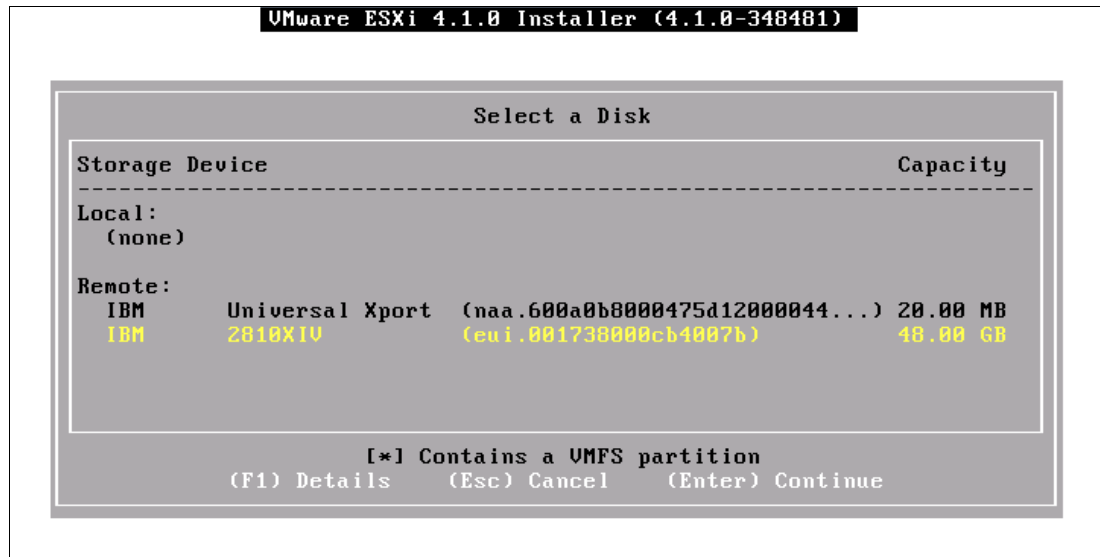 VMware ESXi 4.1.0 Installer (4.1.0-348481)
Select a Disk
Storage Device Capacity
Local:
(none)
Remote:
IBM Universal Xport (naa.600a0b8000475d12000044...) 20.00 MB
IBM 2810XIV (eui.001738000cb4007b) 48.00 GB
[*] Contains a VMFS partition
(F1) Details (Esc) Cancel (Enter) Continue